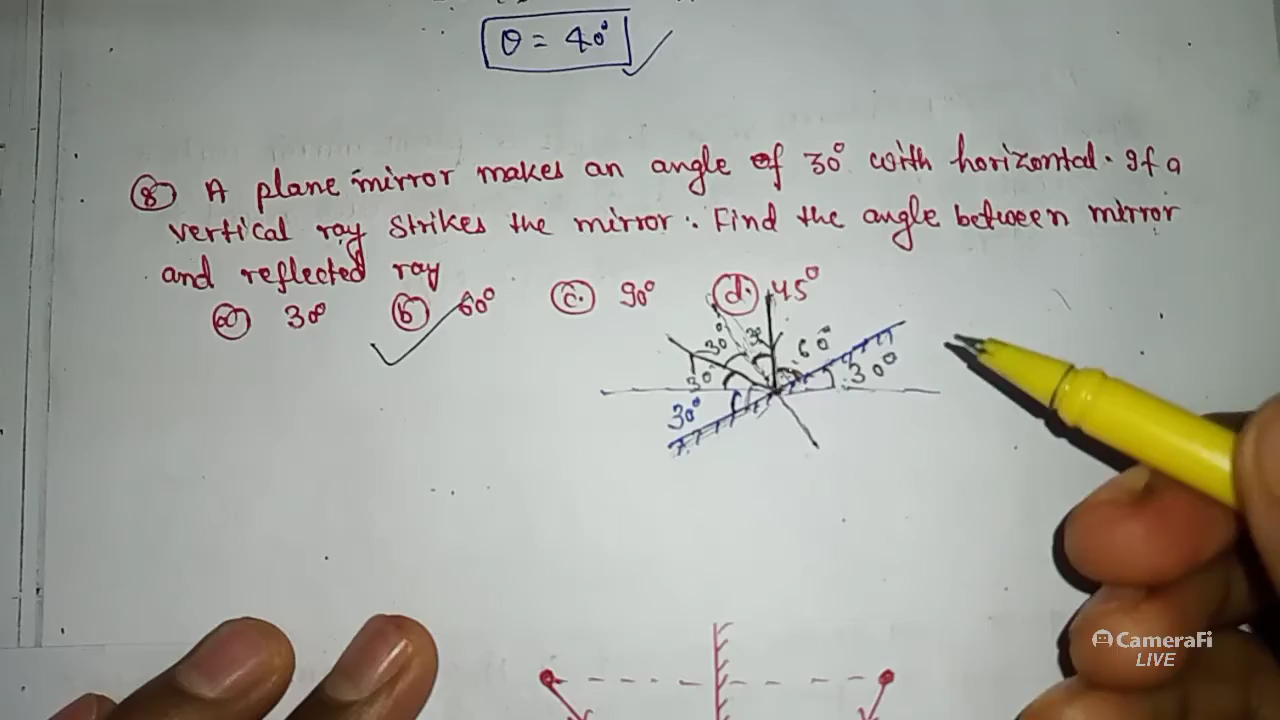 θ = 40°
⑧ A plane mirror makes an angle of 30° with horizontal. If a
vertical ray strikes the mirror. Find the angle between mirror
and reflected ray
ⓐ 30° ⓑ 60° ⓒ 90° ⓓ 45°
30° 30 60°
30° 30°
30°
CameraFi
LIVE